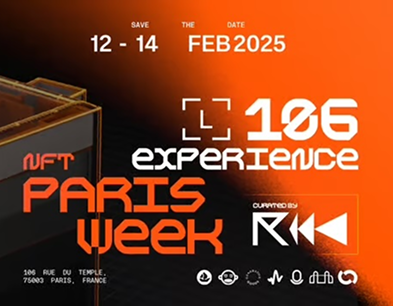 SAVE THE DATE
12 - 14 FEB 2025
L 106
EXPERIENCE
NFT
PARIS
WEEK
CURATED BY
R
106 RUE DU TEMPLE,
75003 PARIS, FRANCE